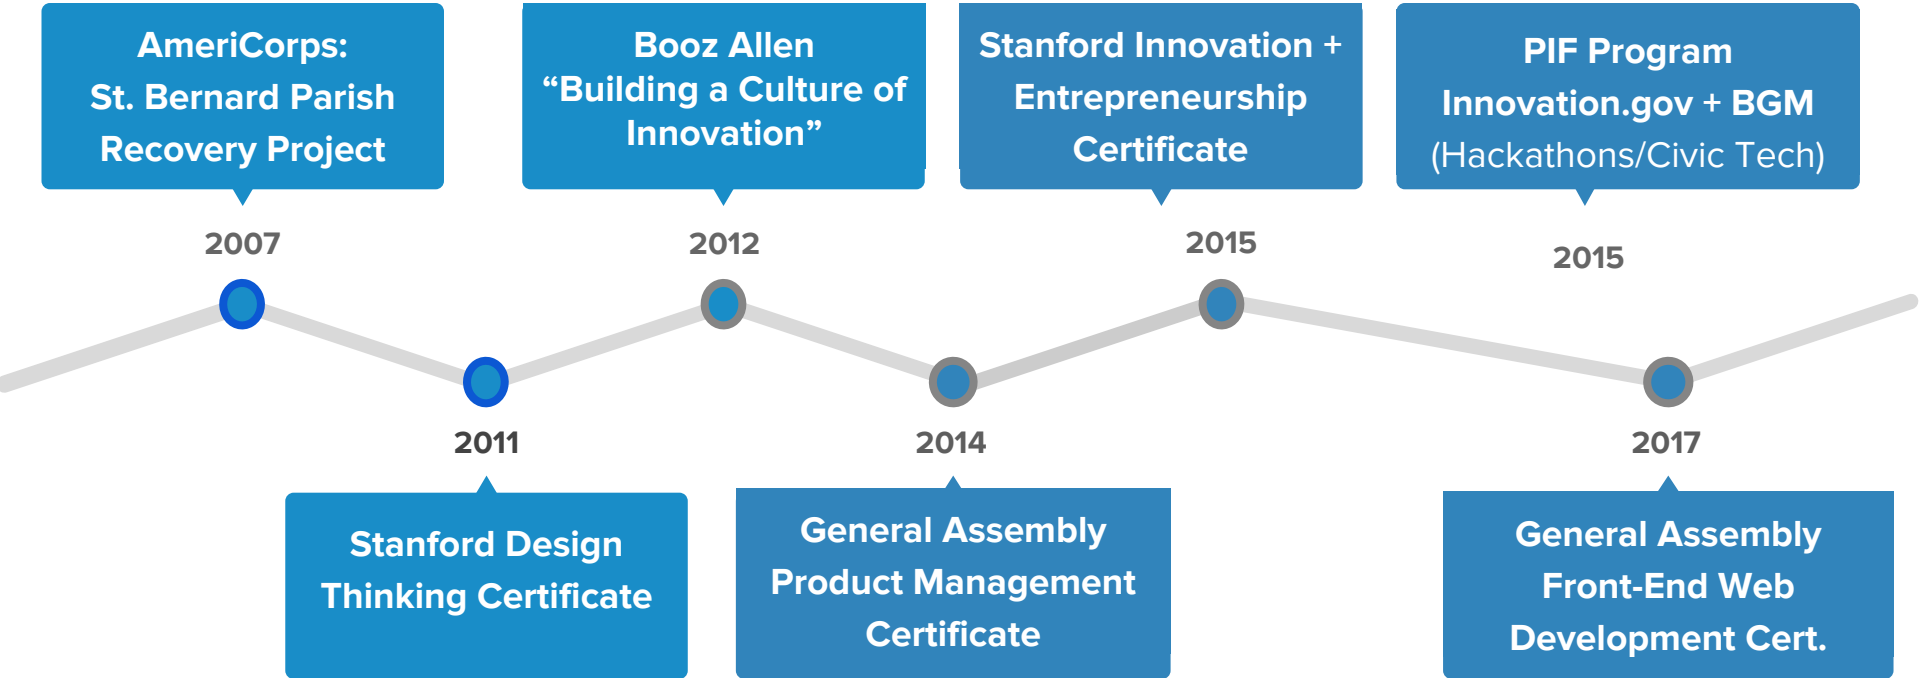 AmeriCorps:
St. Bernard Parish
Recovery Project
Booz Allen
“Building a Culture of
Innovation”
Stanford Innovation +
Entrepreneurship
Certificate
PIF Program
Innovation.gov + BGM
(Hackathons/Civic Tech)
2007
2012
2015
2015
2011
2014
2017
Stanford Design
Thinking Certificate
General Assembly
Product Management
Certificate
General Assembly
Front-End Web
Development Cert.